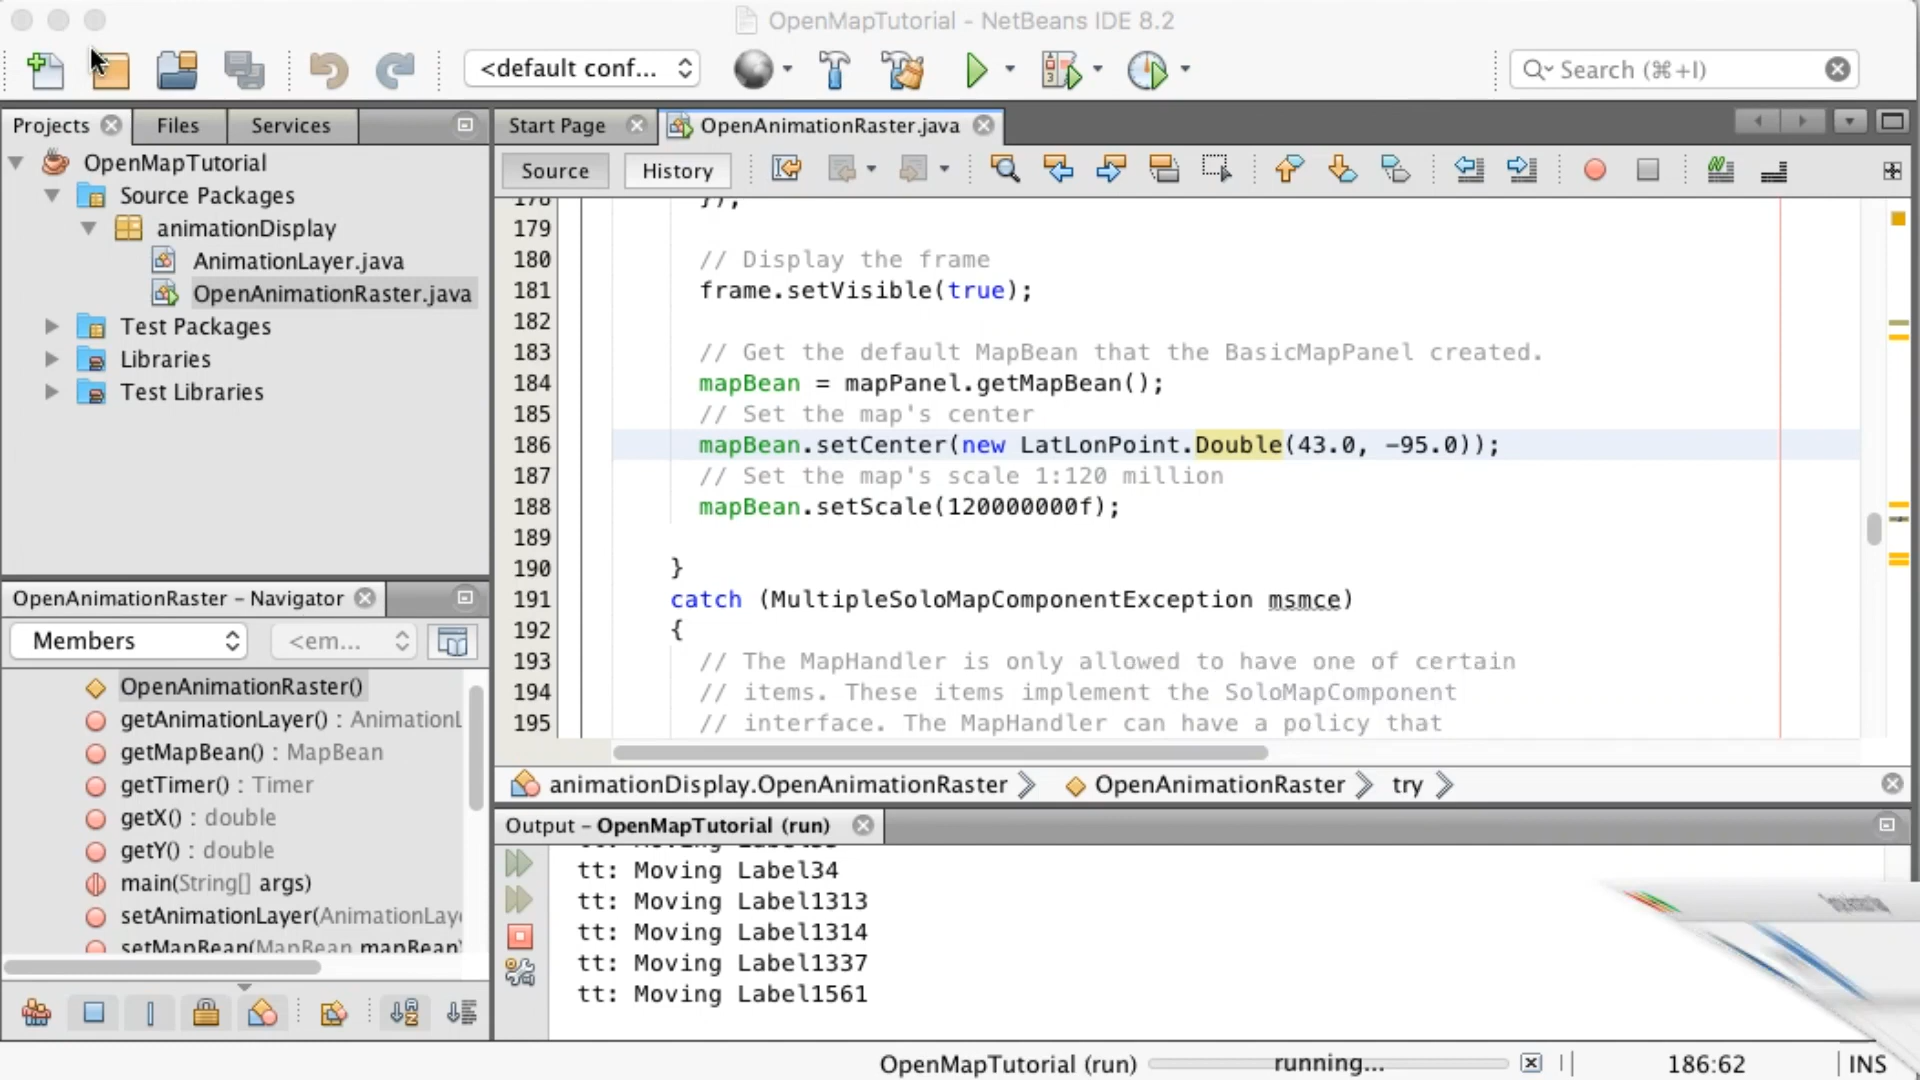 OpenMapTutorial - NetBeans IDE 8.2
<default conf...
Search (⌘+I)
Projects
Files
Services
OpenMapTutorial
Source Packages
animationDisplay
AnimationLayer.java
OpenAnimationRaster.java
Test Packages
Libraries
Test Libraries
Start Page
OpenAnimationRaster.java
Source
History
178 });
179
180 // Display the frame
181 frame.setVisible(true);
182
183 // Get the default MapBean that the BasicMapPanel created.
184 mapBean = mapPanel.getMapBean();
185 // Set the map's center
186 mapBean.setCenter(new LatLonPoint.Double(43.0, -95.0));
187 // Set the map's scale 1:120 million
188 mapBean.setScale(120000000f);
189
190 }
191 catch (MultipleSoloMapComponentException msmce)
192 {
193 // The MapHandler is only allowed to have one of certain
194 // items. These items implement the SoloMapComponent
195 // interface. The MapHandler can have a policy that
animationDisplay.OpenAnimationRaster
OpenAnimationRaster
try
OpenAnimationRaster - Navigator
Members
<em...
OpenAnimationRaster()
getAnimationLayer() : AnimationL
getMapBean() : MapBean
getTimer() : Timer
getX() : double
getY() : double
main(String[] args)
setAnimationLayer(AnimationLaye
setMapBean(MapBean mapBean)
Output - OpenMapTutorial (run)
tt: Moving Label34
tt: Moving Label1313
tt: Moving Label1314
tt: Moving Label1337
tt: Moving Label1561
OpenMapTutorial (run)
running...
186:62
INS